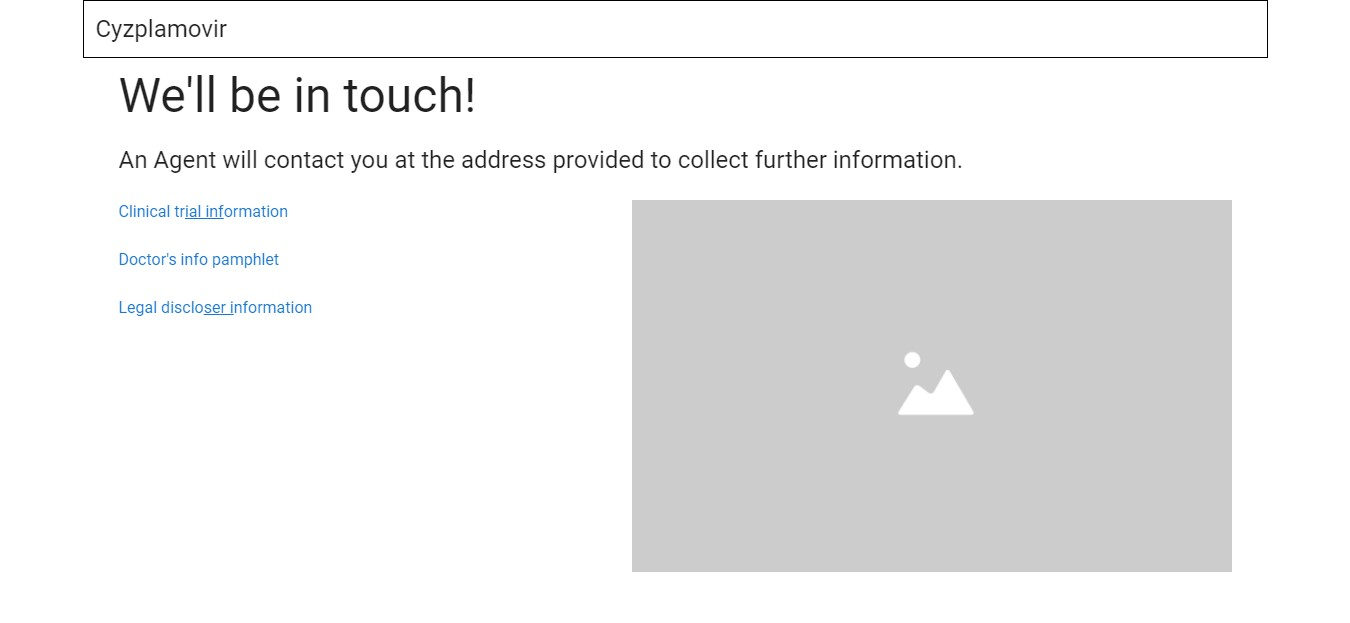 Cyzplamovir
We'll be in touch!
An Agent will contact you at the address provided to collect further information.
Clinical trial information
Doctor's info pamphlet
Legal discloser information